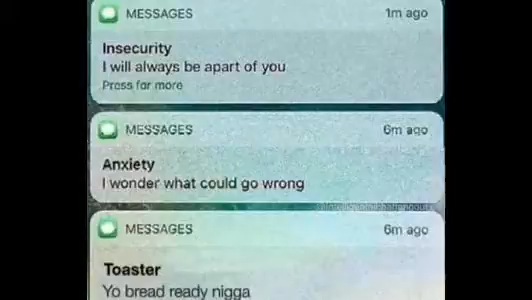 MESSAGES 1m ago
Insecurity
I will always be apart of you
Press for more
MESSAGES 6m ago
Anxiety
I wonder what could go wrong
MESSAGES 6m ago
Toaster
Yo bread ready nigga